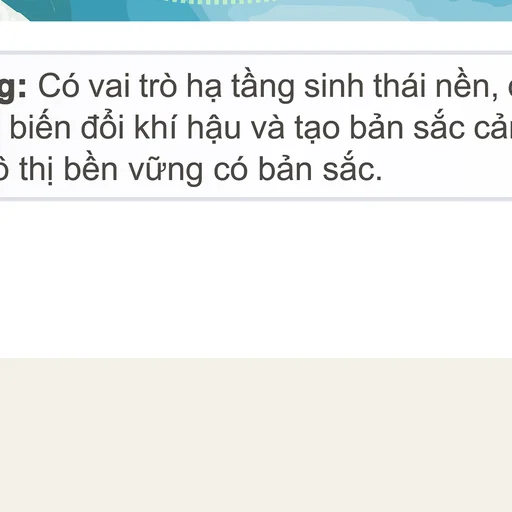 g: Có vai trò hạ tầng sinh thái nền,
biến đổi khí hậu và tạo bản sắc cả
ô thị bền vững có bản sắc.